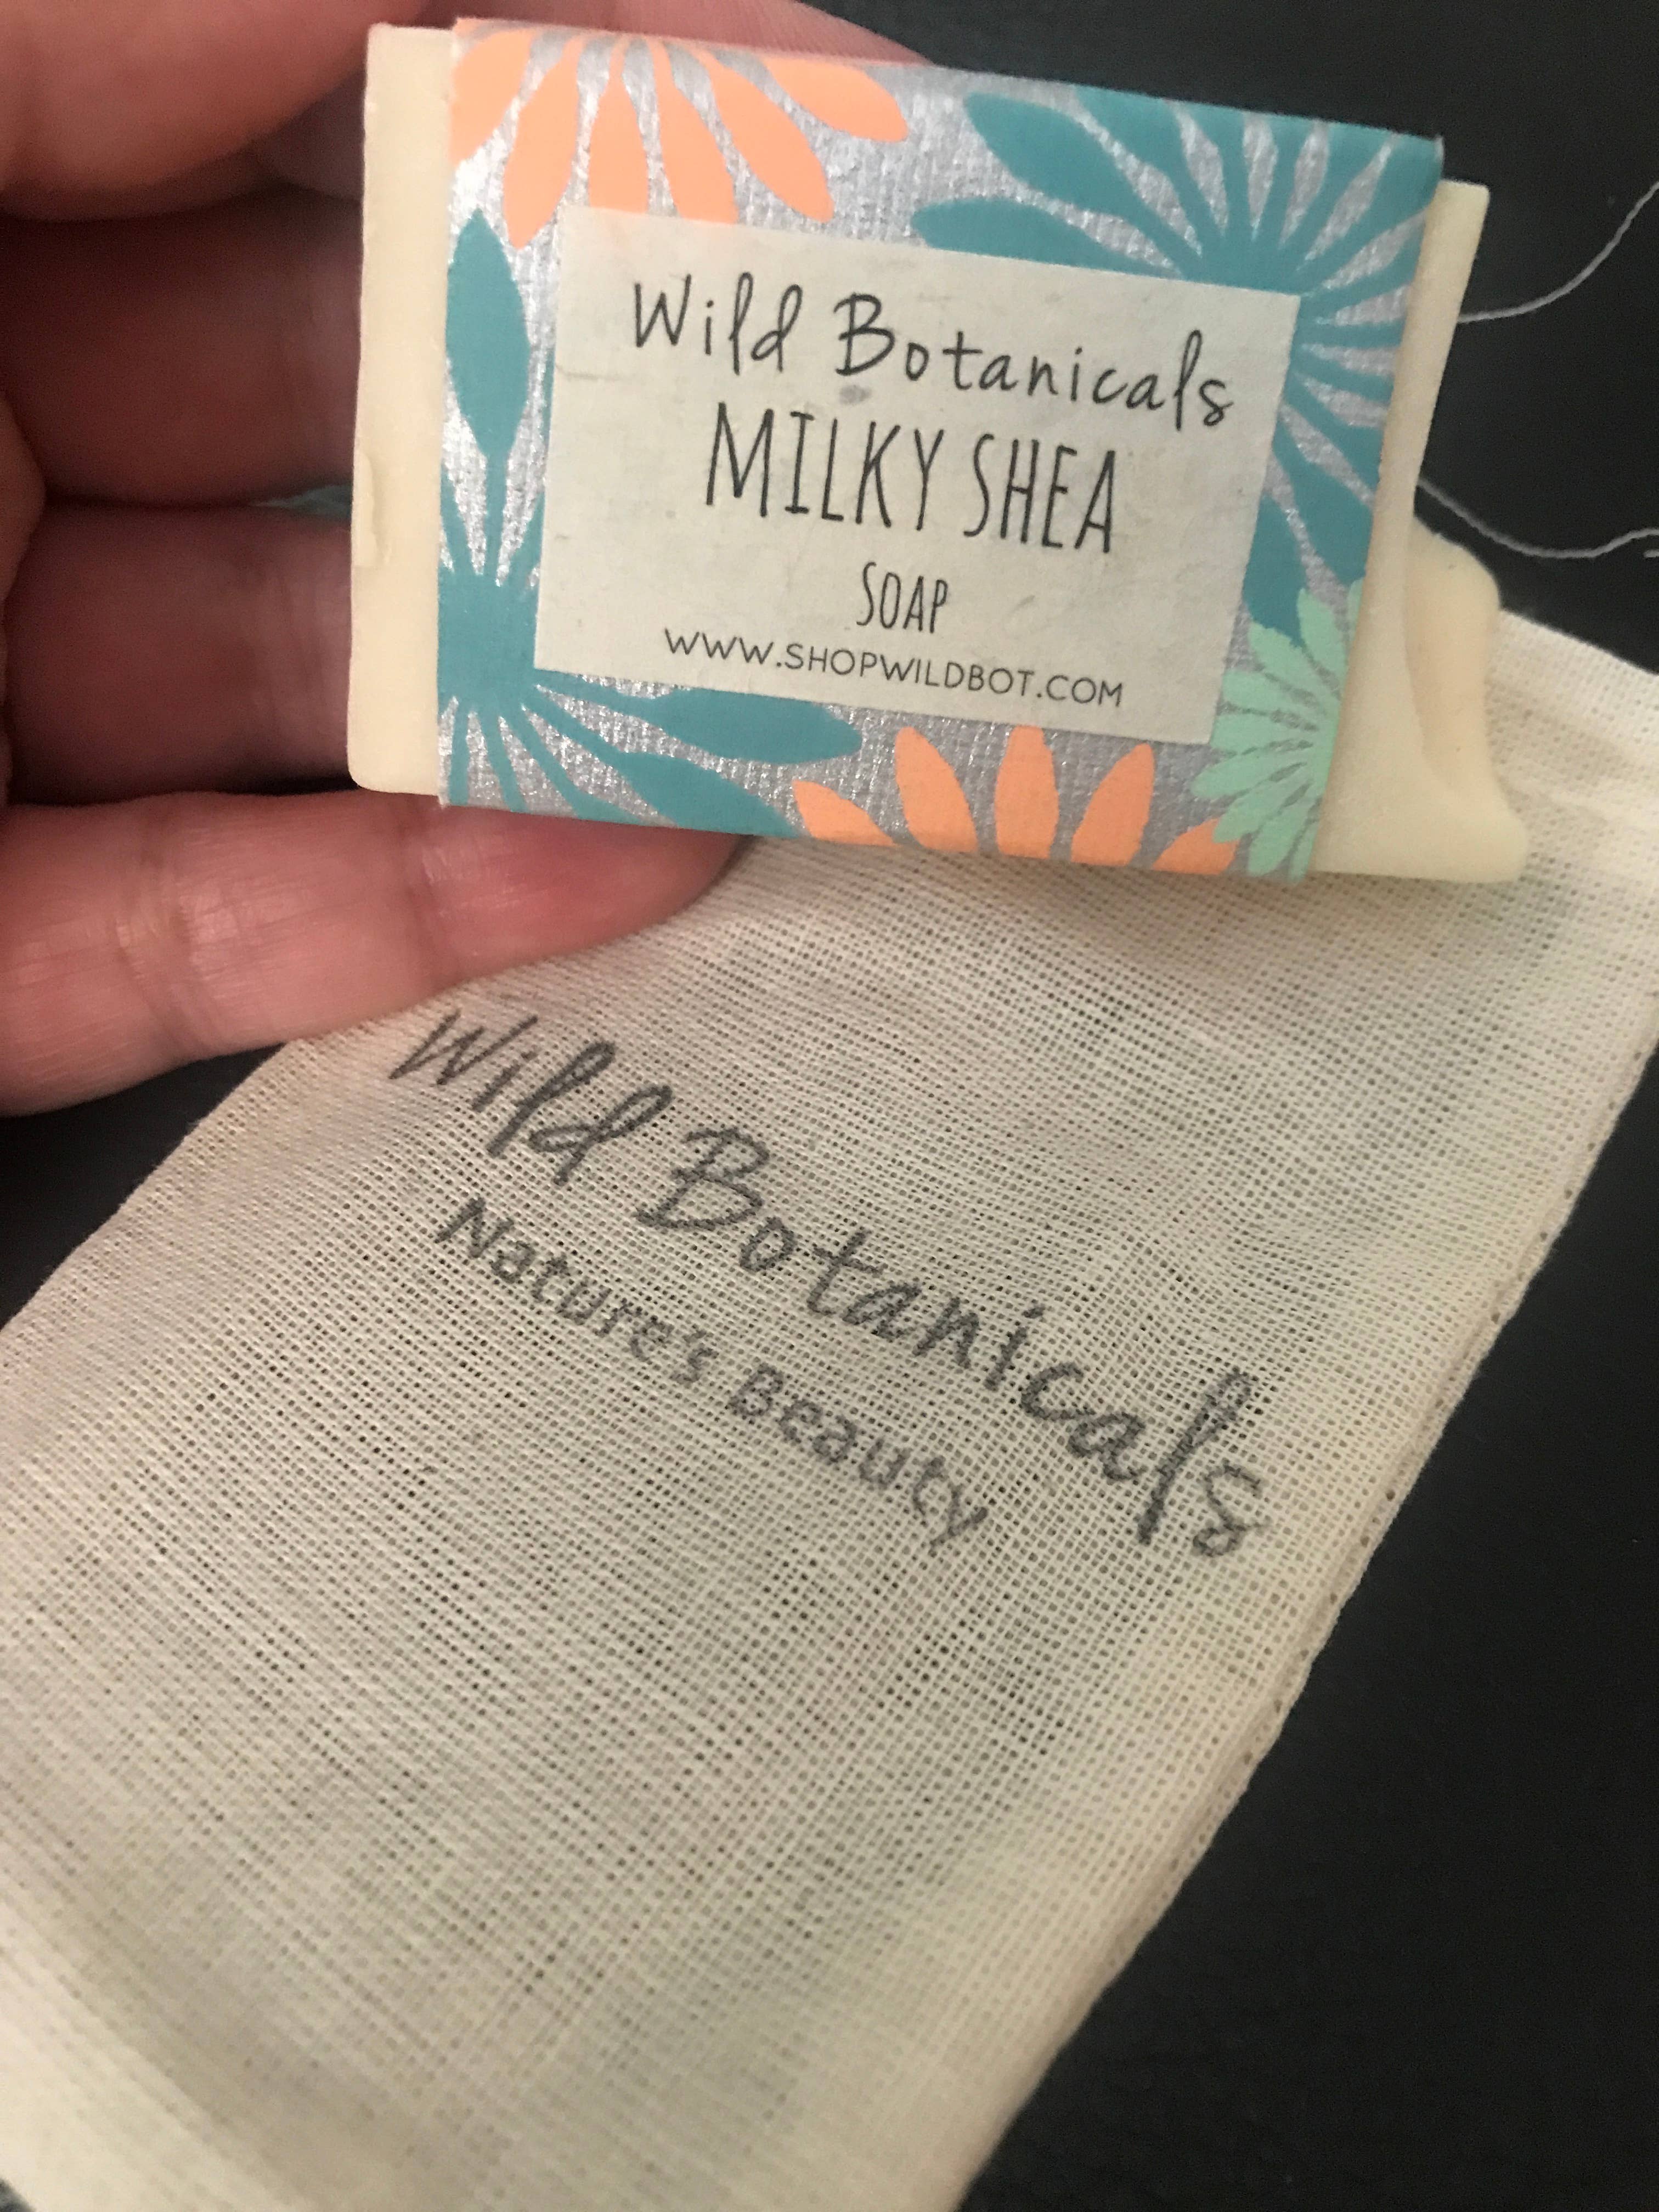 Wild Botanicals
MILKY SHEA
SOAP
WWW.SHOPWILDBOT.COM
Wild Botanicals
Nature's Beauty